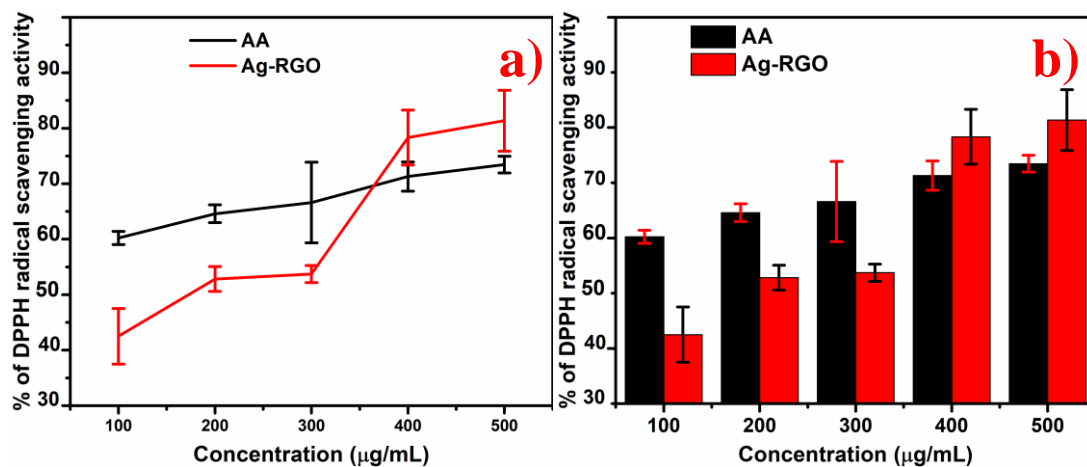 % of DPPH radical scavenging activity
90
80
70
60
50
40
30
AA
Ag-RGO
a)
100 200 300 400 500
Concentration (μg/mL)
% of DPPH radical scavenging activity
90
80
70
60
50
40
30
AA
Ag-RGO
b)
100 200 300 400 500
Concentration (μg/mL)